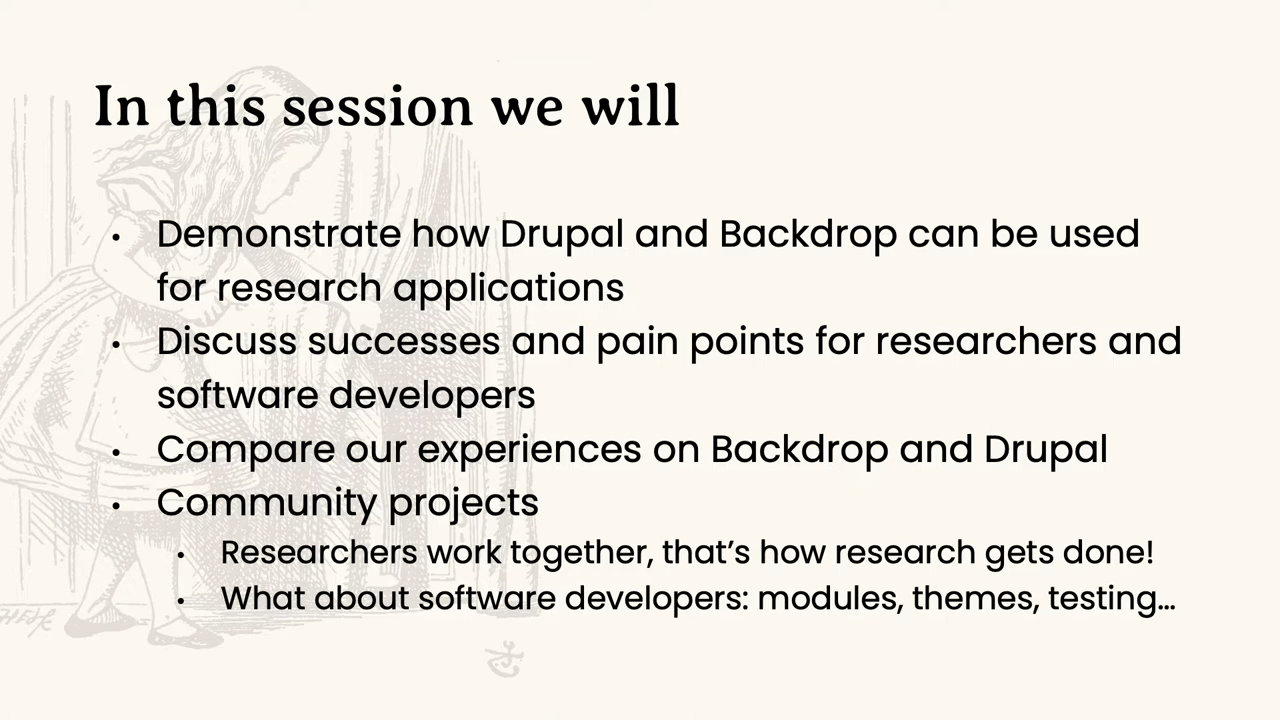 In this session we will
• Demonstrate how Drupal and Backdrop can be used
for research applications
• Discuss successes and pain points for researchers and
software developers
• Compare our experiences on Backdrop and Drupal
• Community projects
• Researchers work together, that’s how research gets done!
• What about software developers: modules, themes, testing…